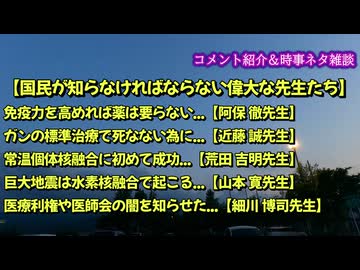 コメント紹介&時事ネタ雑談
【国民が知らなければならない偉大な先生たち】
免疫力を高めれば薬は要らない…【阿保 徹先生】
ガンの標準治療で死なない為に…【近藤 誠先生】
常温個体核融合に初めて成功…【荒田 吉明先生】
巨大地震は水素核融合で起こる…【山本 寛先生】
医療利権や医師会の闇を知らせた…【細川 博司先生】